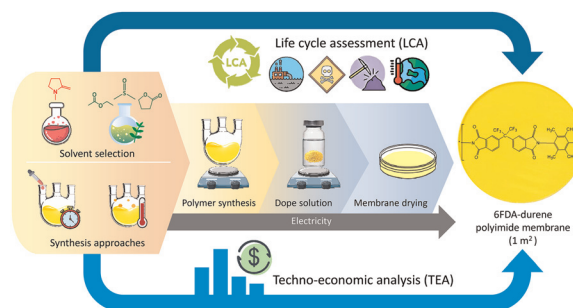 Life cycle assessment (LCA)
LCA
Solvent selection
Synthesis approaches
Polymer synthesis
Dope solution
Membrane drying
Electricity
Techno-economic analysis (TEA)
$
6FDA-durene
polyimide membrane
(1 m²)